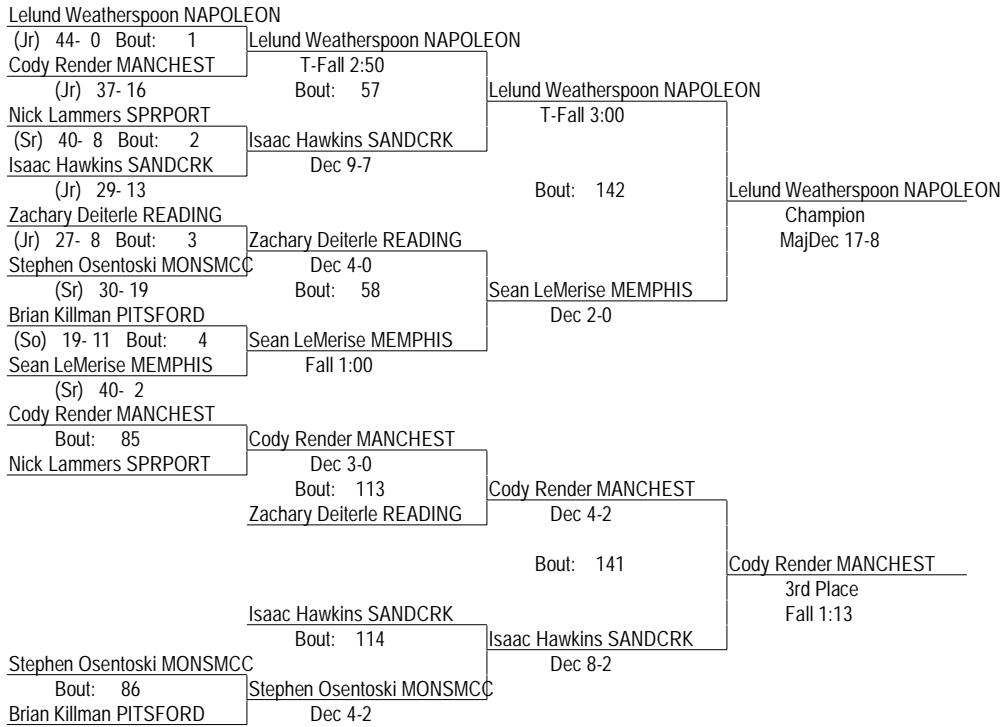 Lelund Weatherspoon NAPOLEON
(Jr) 44- 0 Bout: 1 Lelund Weatherspoon NAPOLEON
Cody Render MANCHEST T-Fall 2:50
(Jr) 37- 16 Bout: 57 Lelund Weatherspoon NAPOLEON
Nick Lammers SPRPORT T-Fall 3:00
(Sr) 40- 8 Bout: 2 Isaac Hawkins SANDCRK
Isaac Hawkins SANDCRK Dec 9-7
(Jr) 29- 13 Bout: 142 Lelund Weatherspoon NAPOLEON
Zachary Deiterle READING Champion
(Jr) 27- 8 Bout: 3 Zachary Deiterle READING MajDec 17-8
Stephen Osentoski MONSMCC Dec 4-0
(Sr) 30- 19 Bout: 58 Sean LeMerise MEMPHIS
Brian Killman PITSFORD Dec 2-0
(So) 19- 11 Bout: 4 Sean LeMerise MEMPHIS
Sean LeMerise MEMPHIS Fall 1:00
(Sr) 40- 2
Cody Render MANCHEST
Bout: 85 Cody Render MANCHEST
Nick Lammers SPRPORT Dec 3-0
Bout: 113 Cody Render MANCHEST
Zachary Deiterle READING Dec 4-2
Bout: 141 Cody Render MANCHEST
3rd Place
Isaac Hawkins SANDCRK Fall 1:13
Bout: 114 Isaac Hawkins SANDCRK
Stephen Osentoski MONSMCC Dec 8-2
Bout: 86 Stephen Osentoski MONSMCC
Brian Killman PITSFORD Dec 4-2